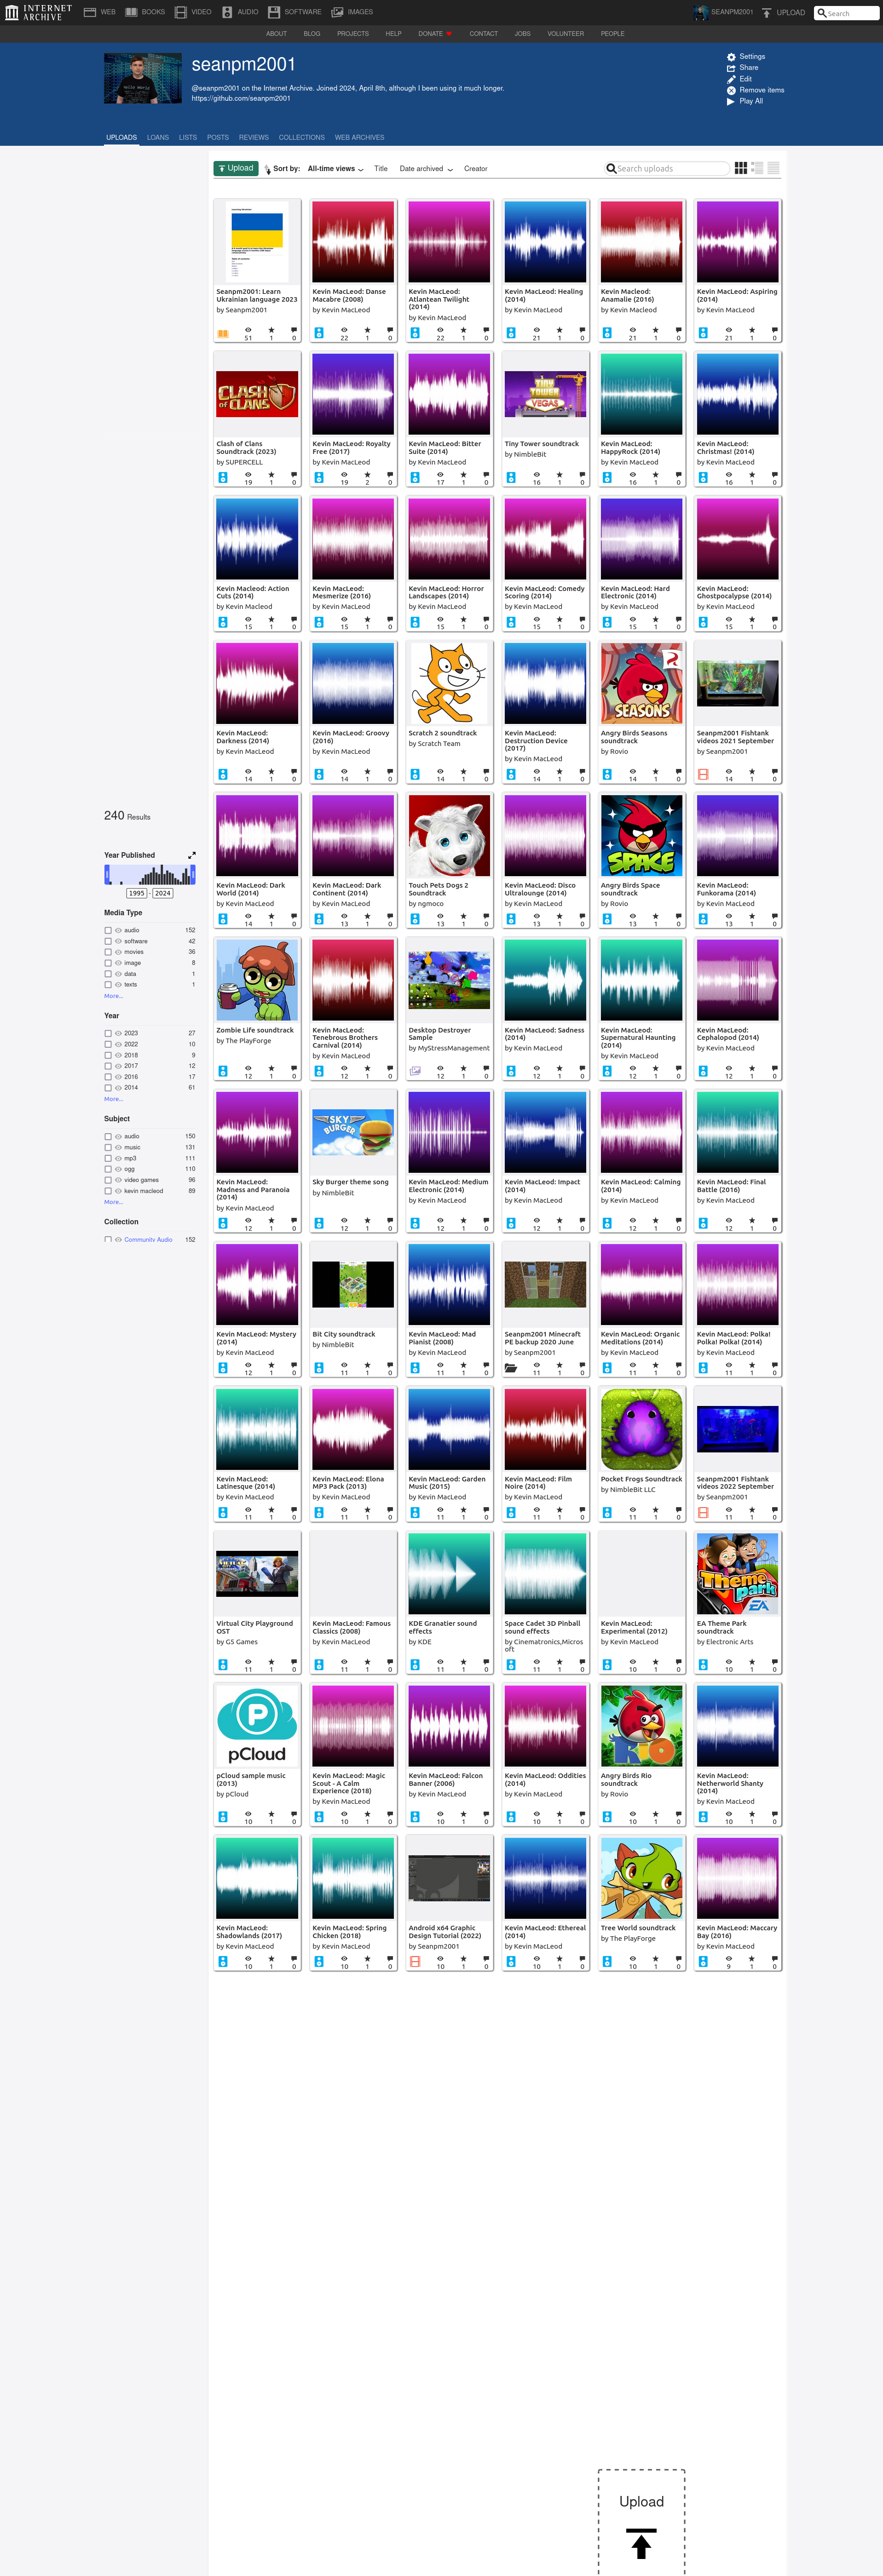 INTERNET ARCHIVE
WEB BOOKS VIDEO AUDIO SOFTWARE IMAGES SEANPM2001 UPLOAD Search
ABOUT BLOG PROJECTS HELP DONATE CONTACT JOBS VOLUNTEER PEOPLE
seanpm2001
@seanpm2001 on the Internet Archive. Joined 2024, April 8th, although I been using it much longer.
https://github.com/seanpm2001
Settings
Share
Edit
Remove items
Play All
UPLOADS LOANS LISTS POSTS REVIEWS COLLECTIONS WEB ARCHIVES
Upload Sort by: All-time views Title Date archived Creator Search uploads
Seanpm2001: Learn Ukrainian language 2023
by Seanpm2001
51 1 0
Kevin MacLeod: Danse Macabre (2008)
by Kevin MacLeod
22 1 0
Kevin MacLeod: Atlantean Twilight (2014)
by Kevin MacLeod
22 1 0
Kevin MacLeod: Healing (2014)
by Kevin MacLeod
21 1 0
Kevin Macleod: Anamalie (2016)
by Kevin Macleod
21 1 0
Kevin MacLeod: Aspiring (2014)
by Kevin MacLeod
21 1 0
CLASH OF CLANS
Clash of Clans Soundtrack (2023)
by SUPERCELL
19 1 0
Kevin MacLeod: Royalty Free (2017)
by Kevin MacLeod
19 2 0
Kevin MacLeod: Bitter Suite (2014)
by Kevin MacLeod
17 1 0
TINY TOWER VEGAS
Tiny Tower soundtrack
by NimbleBit
16 1 0
Kevin MacLeod: HappyRock (2014)
by Kevin MacLeod
16 1 0
Kevin MacLeod: Christmas! (2014)
by Kevin MacLeod
16 1 0
Kevin Macleod: Action Cuts (2014)
by Kevin Macleod
15 1 0
Kevin MacLeod: Mesmerize (2016)
by Kevin MacLeod
15 1 0
Kevin MacLeod: Horror Landscapes (2014)
by Kevin MacLeod
15 1 0
Kevin MacLeod: Comedy Scoring (2014)
by Kevin MacLeod
15 1 0
Kevin MacLeod: Hard Electronic (2014)
by Kevin MacLeod
15 1 0
Kevin MacLeod: Ghostpocalypse (2014)
by Kevin MacLeod
15 1 0
Kevin MacLeod: Darkness (2014)
by Kevin MacLeod
14 1 0
Kevin MacLeod: Groovy (2016)
by Kevin MacLeod
14 1 0
Scratch 2 soundtrack
by Scratch Team
14 1 0
Kevin MacLeod: Destruction Device (2017)
by Kevin MacLeod
14 1 0
SEASONS
Angry Birds Seasons soundtrack
by Rovio
14 1 0
Seanpm2001 Fishtank videos 2021 September
by Seanpm2001
14 1 0
240 Results
Year Published
1995 - 2024
Media Type
audio 152
software 42
movies 36
image 8
data 1
texts 1
More...
Year
2023 27
2022 10
2018 9
2017 12
2016 17
2014 61
More...
Subject
audio 150
music 131
mp3 111
ogg 110
video games 96
kevin macleod 89
More...
Collection
Community Audio 152
Kevin MacLeod: Dark World (2014)
by Kevin MacLeod
14 1 0
Kevin MacLeod: Dark Continent (2014)
by Kevin MacLeod
13 1 0
Touch Pets Dogs 2 Soundtrack
by ngmoco
13 1 0
Kevin MacLeod: Disco Ultralounge (2014)
by Kevin MacLeod
13 1 0
SPACE
Angry Birds Space soundtrack
by Rovio
13 1 0
Kevin MacLeod: Funkorama (2014)
by Kevin MacLeod
13 1 0
Zombie Life soundtrack
by The PlayForge
12 1 0
Kevin MacLeod: Tenebrous Brothers Carnival (2014)
by Kevin MacLeod
12 1 0
Desktop Destroyer Sample
by MyStressManagement
12 1 0
Kevin MacLeod: Sadness (2014)
by Kevin MacLeod
12 1 0
Kevin MacLeod: Supernatural Haunting (2014)
by Kevin MacLeod
12 1 0
Kevin MacLeod: Cephalopod (2014)
by Kevin MacLeod
12 1 0
Kevin MacLeod: Madness and Paranoia (2014)
by Kevin MacLeod
12 1 0
SKY BURGER
Sky Burger theme song
by NimbleBit
12 1 0
Kevin MacLeod: Medium Electronic (2014)
by Kevin MacLeod
12 1 0
Kevin MacLeod: Impact (2014)
by Kevin MacLeod
12 1 0
Kevin MacLeod: Calming (2014)
by Kevin MacLeod
12 1 0
Kevin MacLeod: Final Battle (2016)
by Kevin MacLeod
12 1 0
Kevin MacLeod: Mystery (2014)
by Kevin MacLeod
12 1 0
Bit City soundtrack
by NimbleBit
11 1 0
Kevin MacLeod: Mad Pianist (2008)
by Kevin MacLeod
11 1 0
Seanpm2001 Minecraft PE backup 2020 June
by Seanpm2001
11 1 0
Kevin MacLeod: Organic Meditations (2014)
by Kevin MacLeod
11 1 0
Kevin MacLeod: Polka! Polka! Polka! (2014)
by Kevin MacLeod
11 1 0
Kevin MacLeod: Latinesque (2014)
by Kevin MacLeod
11 1 0
Kevin MacLeod: Elona MP3 Pack (2013)
by Kevin MacLeod
11 1 0
Kevin MacLeod: Garden Music (2015)
by Kevin MacLeod
11 1 0
Kevin MacLeod: Film Noire (2014)
by Kevin MacLeod
11 1 0
Pocket Frogs Soundtrack
by NimbleBit LLC
11 1 0
Seanpm2001 Fishtank videos 2022 September
by Seanpm2001
11 1 0
Virtual City Playground OST
by G5 Games
11 1 0
Kevin MacLeod: Famous Classics (2008)
by Kevin MacLeod
11 1 0
KDE Granatier sound effects
by KDE
11 1 0
Space Cadet 3D Pinball sound effects
by Cinematronics,Microsoft
11 1 0
Kevin MacLeod: Experimental (2012)
by Kevin MacLeod
10 1 0
Theme Park
EA
EA Theme Park soundtrack
by Electronic Arts
10 1 0
pCloud
pCloud sample music (2013)
by pCloud
10 1 0
Kevin MacLeod: Magic Scout - A Calm Experience (2018)
by Kevin MacLeod
10 1 0
Kevin MacLeod: Falcon Banner (2006)
by Kevin MacLeod
10 1 0
Kevin MacLeod: Oddities (2014)
by Kevin MacLeod
10 1 0
RIO
Angry Birds Rio soundtrack
by Rovio
10 1 0
Kevin MacLeod: Netherworld Shanty (2014)
by Kevin MacLeod
10 1 0
Kevin MacLeod: Shadowlands (2017)
by Kevin MacLeod
10 1 0
Kevin MacLeod: Spring Chicken (2018)
by Kevin MacLeod
10 1 0
Android x64 Graphic Design Tutorial (2022)
by Seanpm2001
10 1 0
Kevin MacLeod: Ethereal (2014)
by Kevin MacLeod
10 1 0
Tree World soundtrack
by The PlayForge
10 1 0
Kevin MacLeod: Maccary Bay (2016)
by Kevin MacLeod
9 1 0
Upload